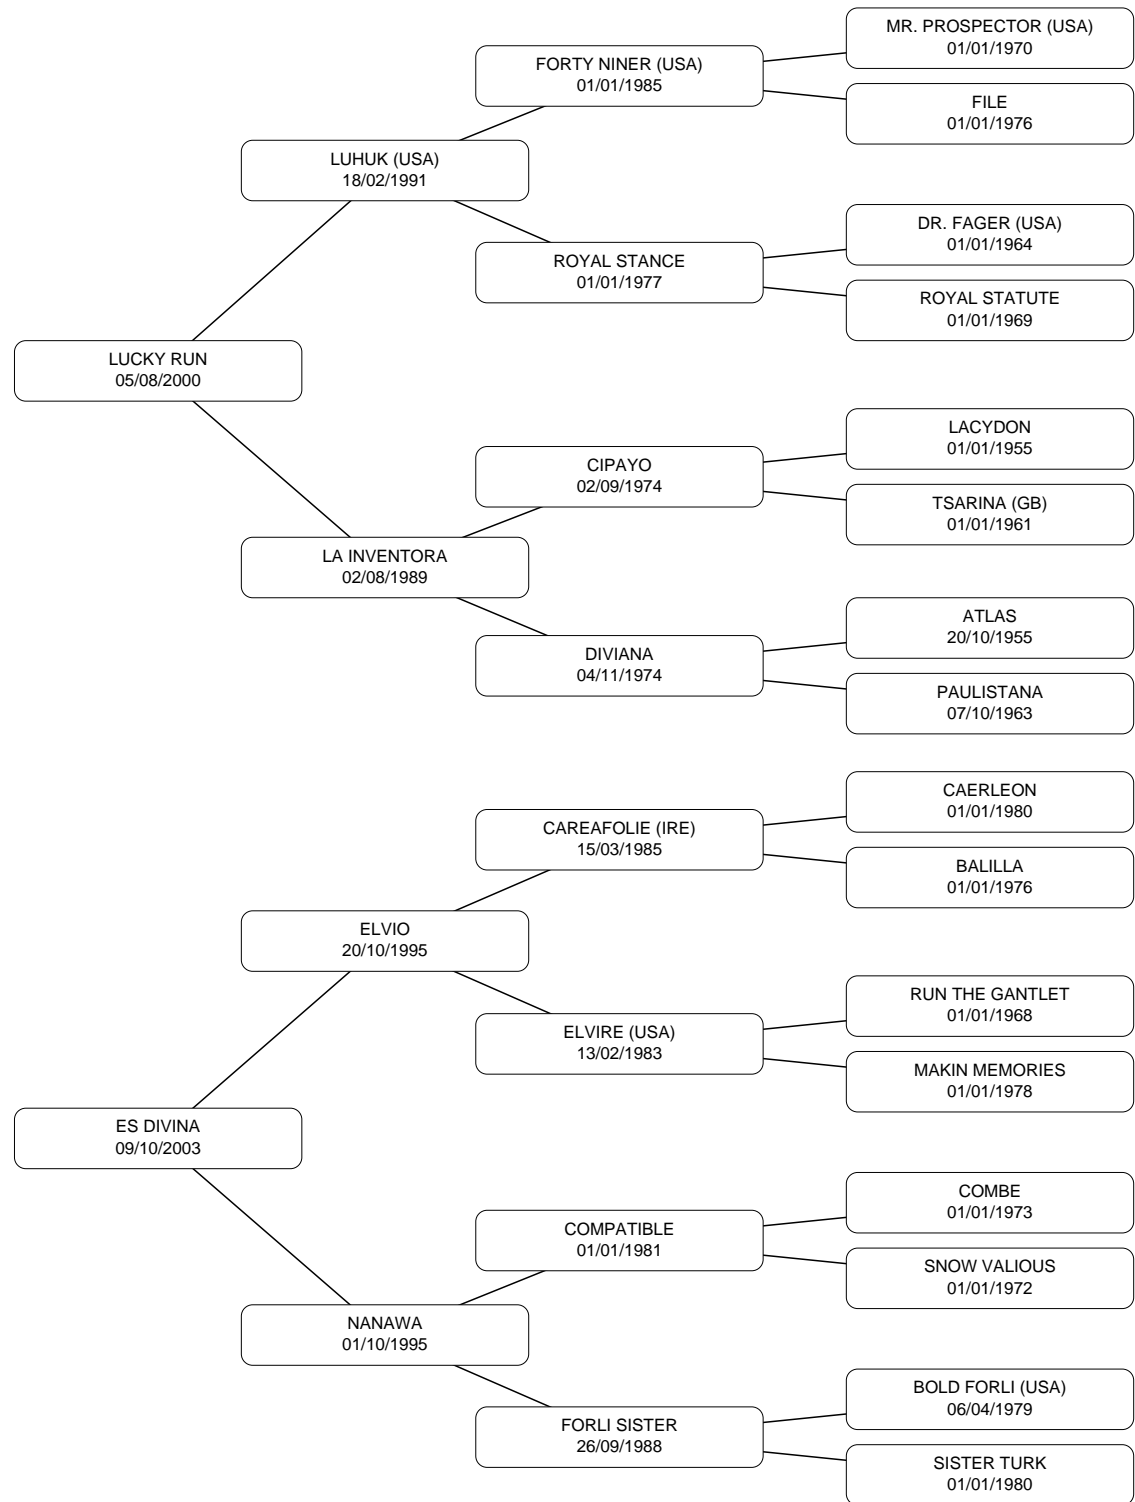 MR. PROSPECTOR (USA)
01/01/1970
FORTY NINER (USA)
01/01/1985
FILE
01/01/1976
LUHUK (USA)
18/02/1991
DR. FAGER (USA)
01/01/1964
ROYAL STANCE
01/01/1977
ROYAL STATUTE
01/01/1969
LUCKY RUN
05/08/2000
LACYDON
01/01/1955
CIPAYO
02/09/1974
TSARINA (GB)
01/01/1961
LA INVENTORA
02/08/1989
ATLAS
20/10/1955
DIVIANA
04/11/1974
PAULISTANA
07/10/1963
CAERLEON
01/01/1980
CAREAFOLIE (IRE)
15/03/1985
BALILLA
01/01/1976
ELVIO
20/10/1995
RUN THE GANTLET
01/01/1968
ELVIRE (USA)
13/02/1983
MAKIN MEMORIES
01/01/1978
ES DIVINA
09/10/2003
COMBE
01/01/1973
COMPATIBLE
01/01/1981
SNOW VALIOUS
01/01/1972
NANAWA
01/10/1995
BOLD FORLI (USA)
06/04/1979
FORLI SISTER
26/09/1988
SISTER TURK
01/01/1980